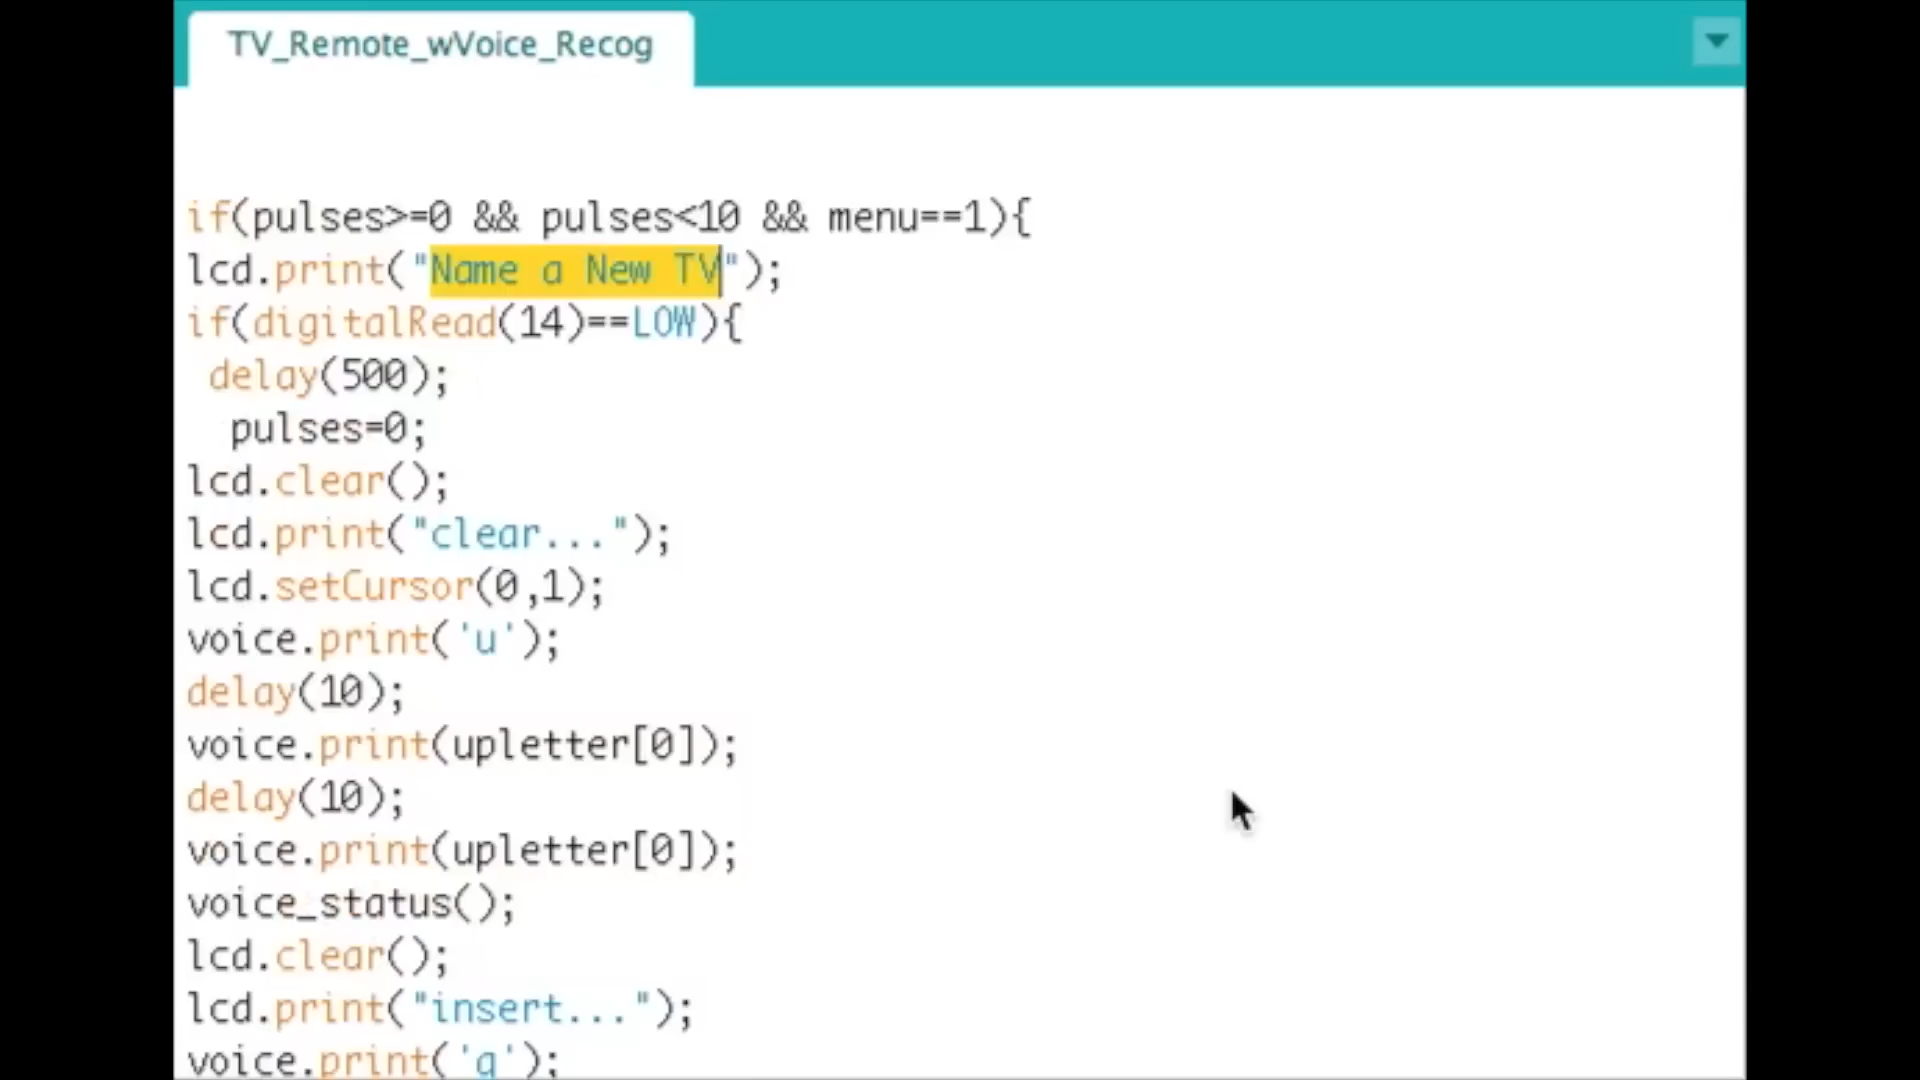 TV_Remote_wVoice_Recog
if(pulses>=0 && pulses<10 && menu==1){
lcd.print("Name a New TV");
if(digitalRead(14)==LOW){
 delay(500);
  pulses=0;
lcd.clear();
lcd.print("clear...");
lcd.setCursor(0,1);
voice.print('u');
delay(10);
voice.print(upletter[0]);
delay(10);
voice.print(upletter[0]);
voice_status();
lcd.clear();
lcd.print("insert...");
voice.print('g');